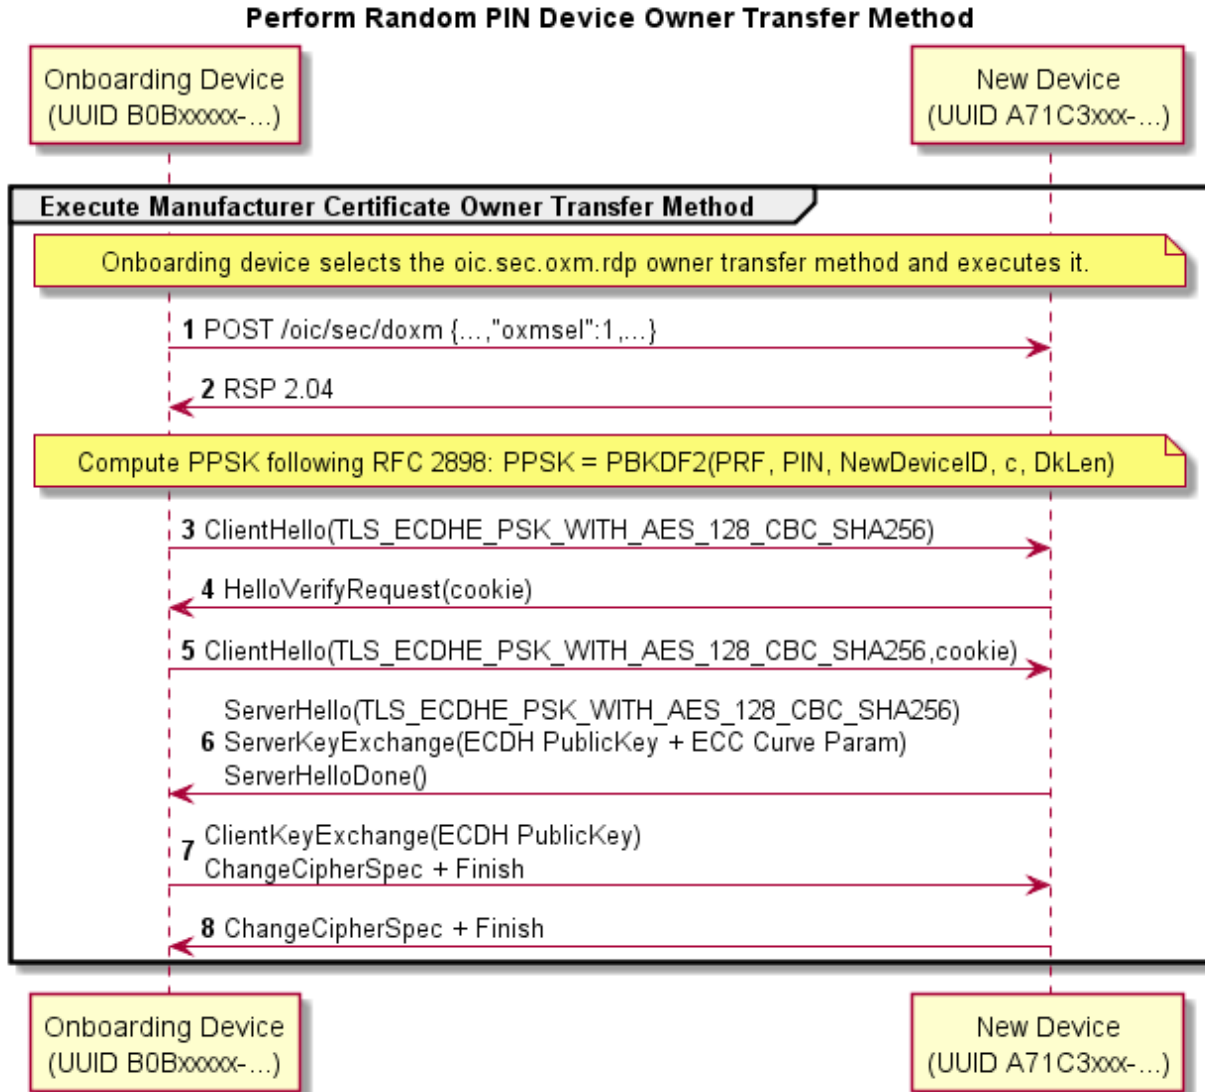 Perform Random PIN Device Owner Transfer Method
Onboarding Device
(UUID B0Bxxxxx-...)
New Device
(UUID A71C3xxx-...)
Execute Manufacturer Certificate Owner Transfer Method
Onboarding device selects the oic.sec.oxm.rdp owner transfer method and executes it.
1 POST /oic/sec/doxm {...,"oxmsel":1,...}
2 RSP 2.04
Compute PPSK following RFC 2898: PPSK = PBKDF2(PRF, PIN, NewDeviceID, c, DkLen)
3 ClientHello(TLS_ECDHE_PSK_WITH_AES_128_CBC_SHA256)
4 HelloVerifyRequest(cookie)
5 ClientHello(TLS_ECDHE_PSK_WITH_AES_128_CBC_SHA256,cookie)
ServerHello(TLS_ECDHE_PSK_WITH_AES_128_CBC_SHA256)
6 ServerKeyExchange(ECDH PublicKey + ECC Curve Param)
ServerHelloDone()
7 ClientKeyExchange(ECDH PublicKey)
ChangeCipherSpec + Finish
8 ChangeCipherSpec + Finish
Onboarding Device
(UUID B0Bxxxxx-...)
New Device
(UUID A71C3xxx-...)